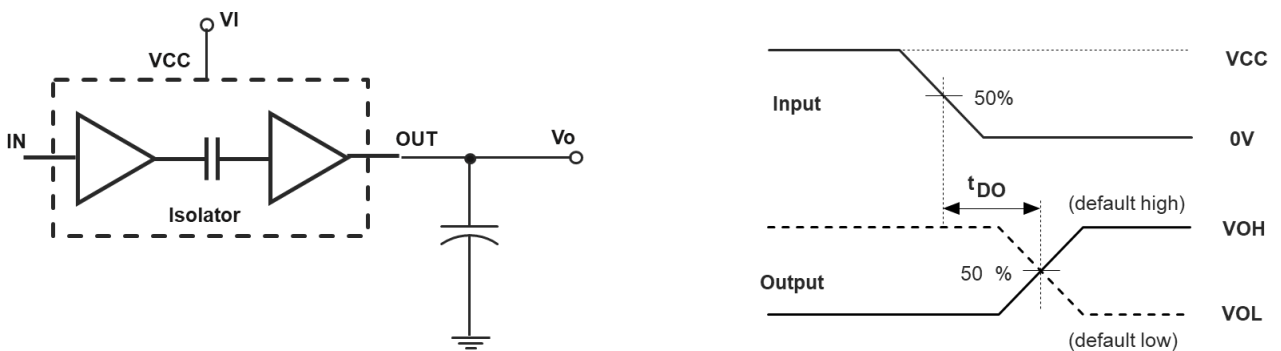 VI
VCC
IN
OUT
Vo
Isolator
VCC
Input
50%
0V
tDO
(default high)
VOH
50 %
Output
VOL
(default low)